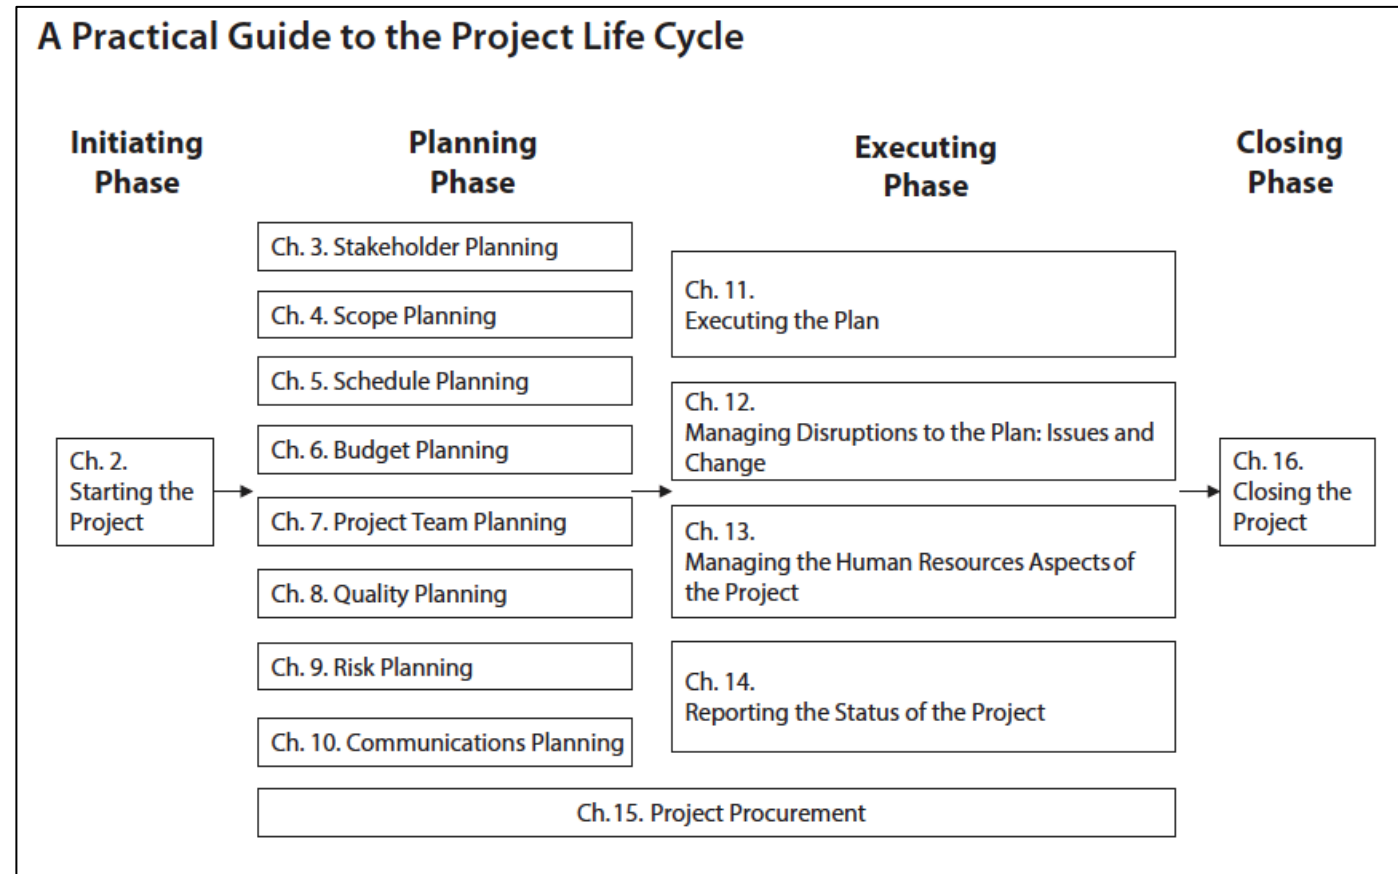 A Practical Guide to the Project Life Cycle
Initiating
Phase
Planning
Phase
Executing
Phase
Closing
Phase
Ch. 2.
Starting the
Project
Ch. 3. Stakeholder Planning
Ch. 4. Scope Planning
Ch. 5. Schedule Planning
Ch. 6. Budget Planning
Ch. 7. Project Team Planning
Ch. 8. Quality Planning
Ch. 9. Risk Planning
Ch. 10. Communications Planning
Ch. 11.
Executing the Plan
Ch. 12.
Managing Disruptions to the Plan: Issues and
Change
Ch. 13.
Managing the Human Resources Aspects of
the Project
Ch. 14.
Reporting the Status of the Project
Ch.15. Project Procurement
Ch. 16.
Closing the
Project